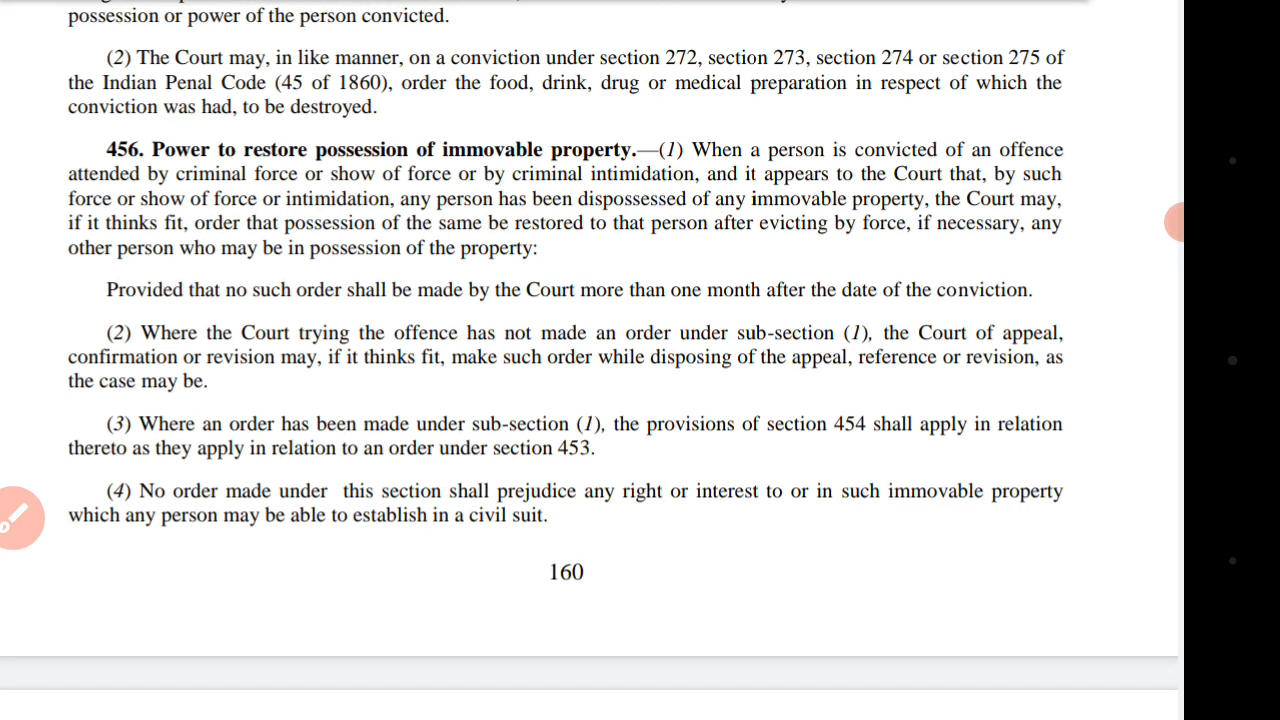 possession or power of the person convicted.
(2) The Court may, in like manner, on a conviction under section 272, section 273, section 274 or section 275 of
the Indian Penal Code (45 of 1860), order the food, drink, drug or medical preparation in respect of which the
conviction was had, to be destroyed.
456. Power to restore possession of immovable property.—(1) When a person is convicted of an offence
attended by criminal force or show of force or by criminal intimidation, and it appears to the Court that, by such
force or show of force or intimidation, any person has been dispossessed of any immovable property, the Court may,
if it thinks fit, order that possession of the same be restored to that person after evicting by force, if necessary, any
other person who may be in possession of the property:
Provided that no such order shall be made by the Court more than one month after the date of the conviction.
(2) Where the Court trying the offence has not made an order under sub-section (1), the Court of appeal,
confirmation or revision may, if it thinks fit, make such order while disposing of the appeal, reference or revision, as
the case may be.
(3) Where an order has been made under sub-section (1), the provisions of section 454 shall apply in relation
thereto as they apply in relation to an order under section 453.
(4) No order made under this section shall prejudice any right or interest to or in such immovable property
which any person may be able to establish in a civil suit.
160